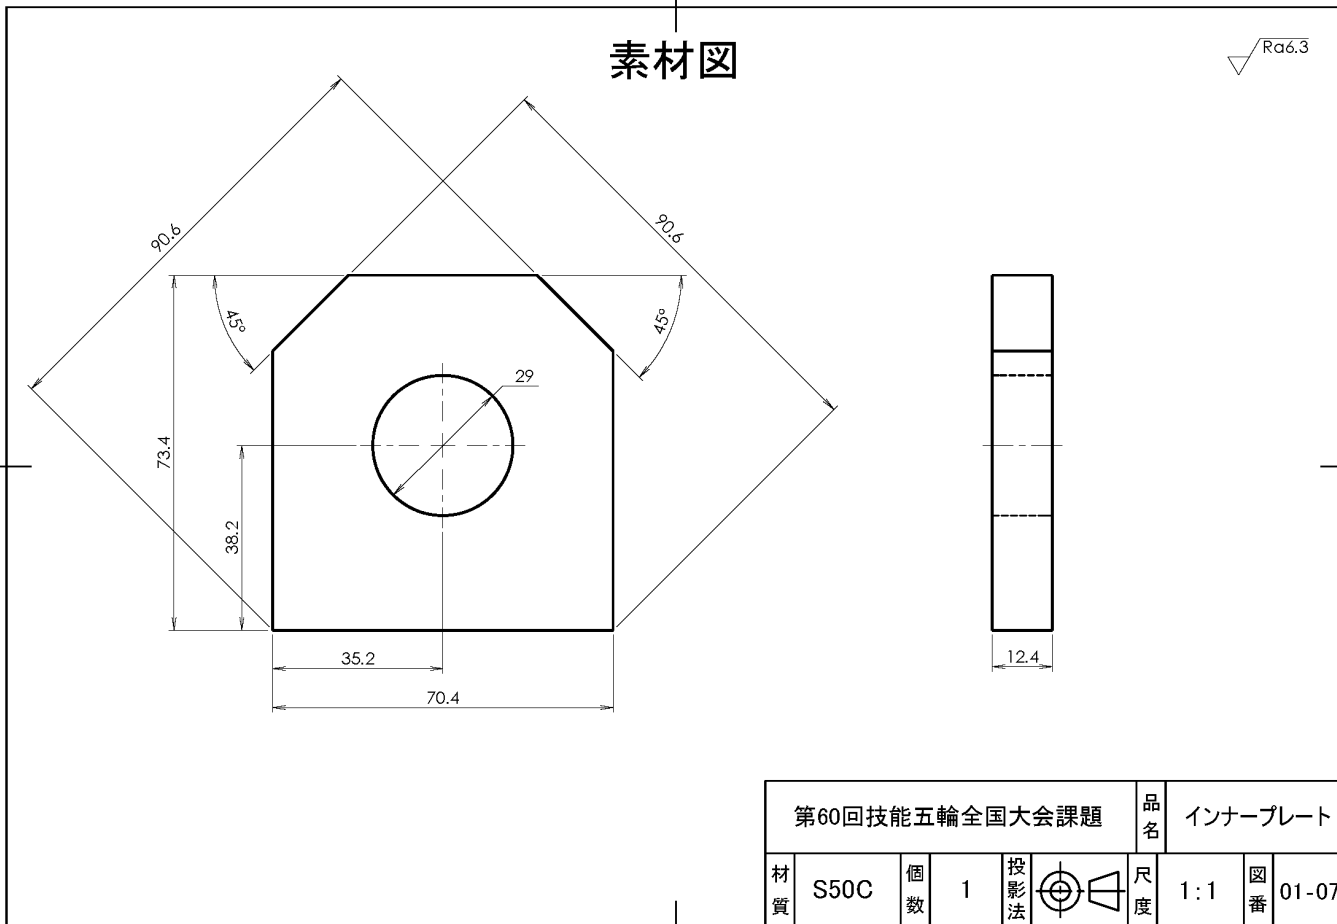 素材図
Ra6.3
90.6
90.6
45°
45°
29
73.4
38.2
35.2
70.4
12.4
第60回技能五輪全国大会課題
品名
インナープレート
材質
S50C
個数
1
投影法
尺度
1:1
図番
01-07